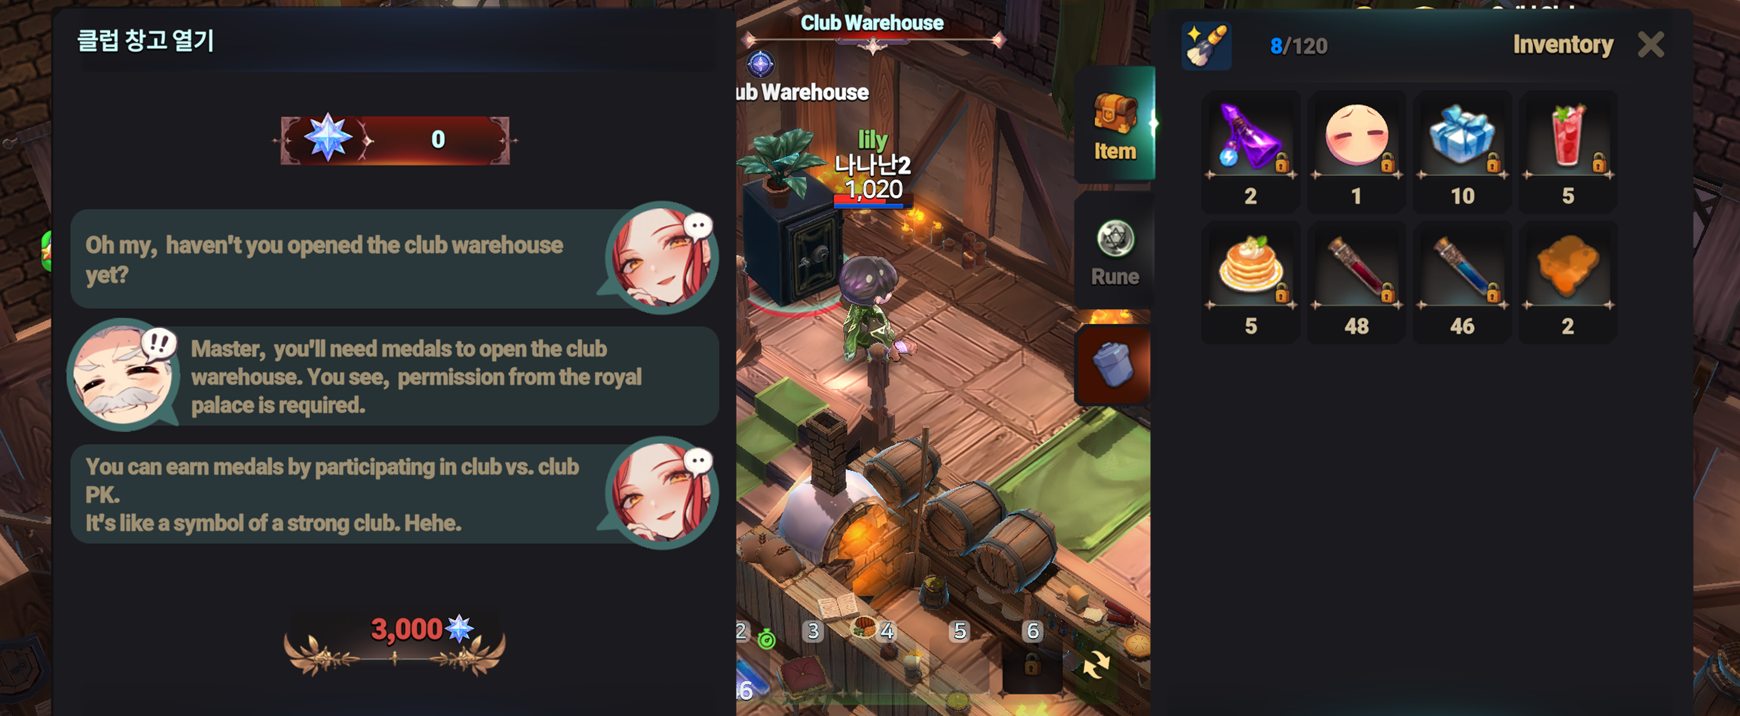 클럽 창고 열기
0
Oh my, haven't you opened the club warehouse
yet?
!!
Master, you'll need medals to open the club
warehouse. You see, permission from the royal
palace is required.
You can earn medals by participating in club vs. club
PK.
It's like a symbol of a strong club. Hehe.
3,000
Club Warehouse
ub Warehouse
lily
나나난2
1,020
2
3
4
5
6
6
Item
Rune
8/120
Inventory
2
1
10
5
5
48
46
2